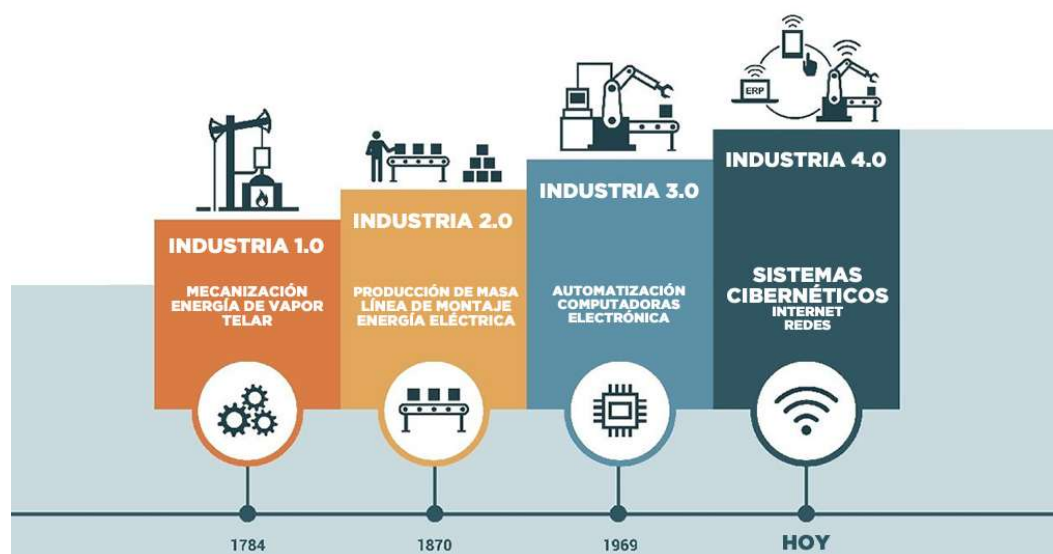 INDUSTRIA 1.0
MECANIZACIÓN
ENERGÍA DE VAPOR
TELAR
1784
INDUSTRIA 2.0
PRODUCCIÓN DE MASA
LÍNEA DE MONTAJE
ENERGÍA ELÉCTRICA
1870
INDUSTRIA 3.0
AUTOMATIZACIÓN
COMPUTADORAS
ELECTRÓNICA
1969
ERP
INDUSTRIA 4.0
SISTEMAS
CIBERNÉTICOS
INTERNET
REDES
HOY